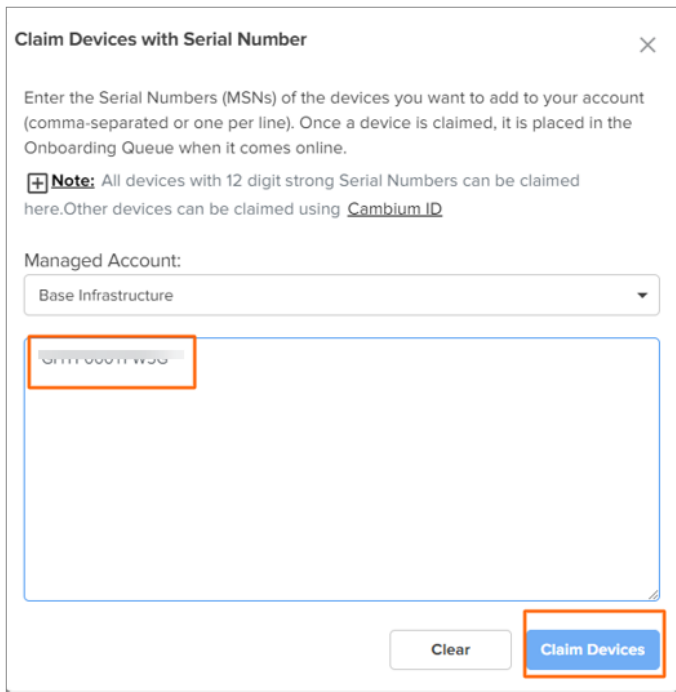 Claim Devices with Serial Number
Enter the Serial Numbers (MSNs) of the devices you want to add to your account
(comma-separated or one per line). Once a device is claimed, it is placed in the
Onboarding Queue when it comes online.
Note: All devices with 12 digit strong Serial Numbers can be claimed
here.Other devices can be claimed using Cambium ID
Managed Account:
Base Infrastructure
Clear
Claim Devices